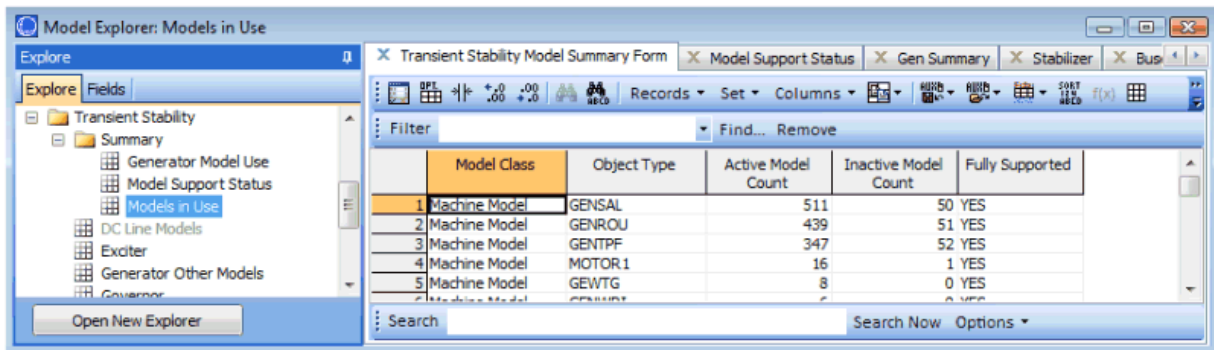 Model Explorer: Models in Use
Explore
Explore Fields
Transient Stability
Summary
Generator Model Use
Model Support Status
Models in Use
DC Line Models
Exciter
Generator Other Models
Governor
Open New Explorer
X Transient Stability Model Summary Form X Model Support Status X Gen Summary X Stabilizer X Buse
Records Set Columns f(x)
Filter Find... Remove
Model Class Object Type Active Model Count Inactive Model Count Fully Supported
1 Machine Model GENSAL 511 50 YES
2 Machine Model GENROU 439 51 YES
3 Machine Model GENTPF 347 52 YES
4 Machine Model MOTOR1 16 1 YES
5 Machine Model GEWTG 8 0 YES
Search Search Now Options